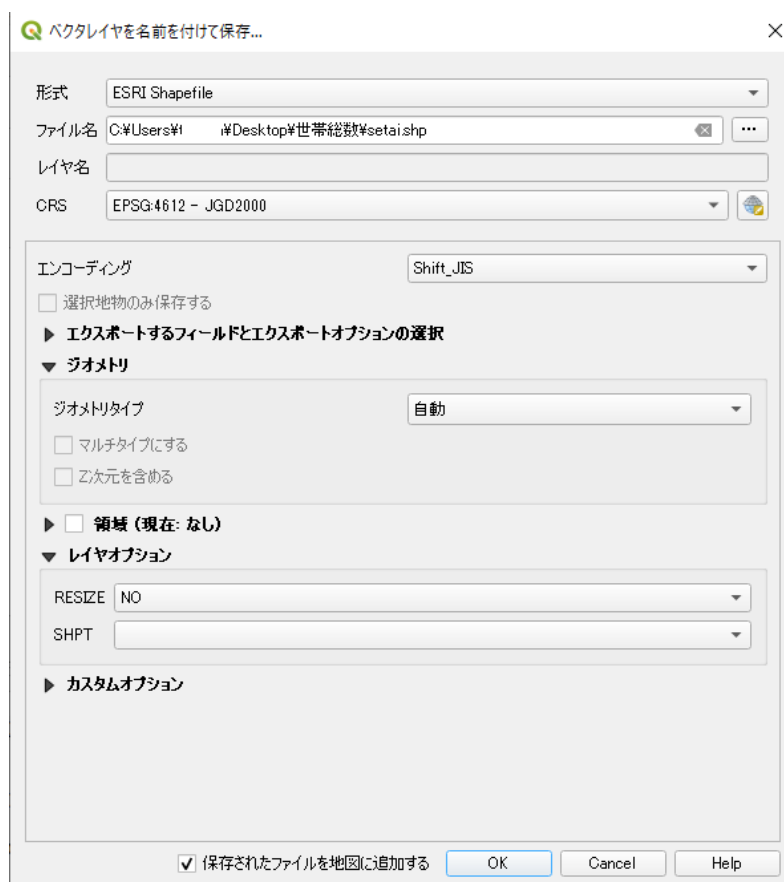 ベクタレイヤを名前を付けて保存...
形式 ESRI Shapefile
ファイル名 C:¥Users¥t ¥Desktop¥世帯総数¥setai.shp ...
レイヤ名
CRS EPSG:4612 - JGD2000
エンコーディング Shift_JIS
選択地物のみ保存する
エクスポートするフィールドとエクスポートオプションの選択
ジオメトリ
ジオメトリタイプ 自動
マルチタイプにする
Z次元を含める
領域 (現在: なし)
レイヤオプション
RESIZE NO
SHPT
カスタムオプション
保存されたファイルを地図に追加する OK Cancel Help